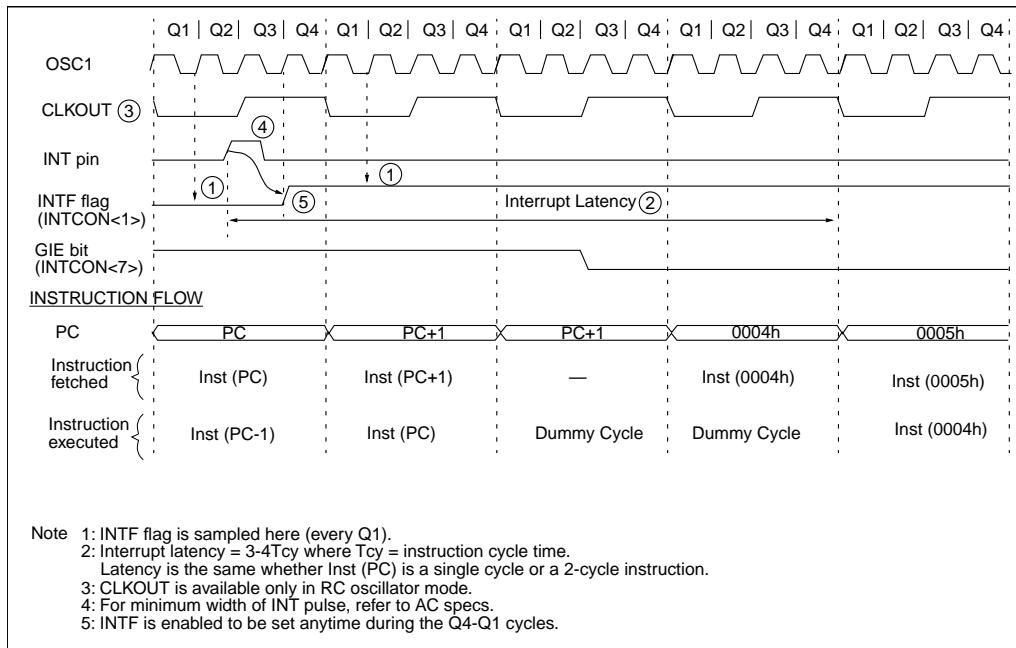 Q1 | Q2 | Q3 | Q4 Q1 | Q2 | Q3 | Q4 Q1 | Q2 | Q3 | Q4 Q1 | Q2 | Q3 | Q4 Q1 | Q2 | Q3 | Q4
OSC1
CLKOUT 3
4
INT pin
1 1
INTF flag
(INTCON<1>)
5 Interrupt Latency 2
GIE bit
(INTCON<7>)
INSTRUCTION FLOW
PC PC PC+1 PC+1 0004h 0005h
Instruction
fetched
Inst (PC) Inst (PC+1) — Inst (0004h) Inst (0005h)
Instruction
executed
Inst (PC-1) Inst (PC) Dummy Cycle Dummy Cycle Inst (0004h)
Note 1: INTF flag is sampled here (every Q1).
2: Interrupt latency = 3-4Tcy where Tcy = instruction cycle time.
Latency is the same whether Inst (PC) is a single cycle or a 2-cycle instruction.
3: CLKOUT is available only in RC oscillator mode.
4: For minimum width of INT pulse, refer to AC specs.
5: INTF is enabled to be set anytime during the Q4-Q1 cycles.